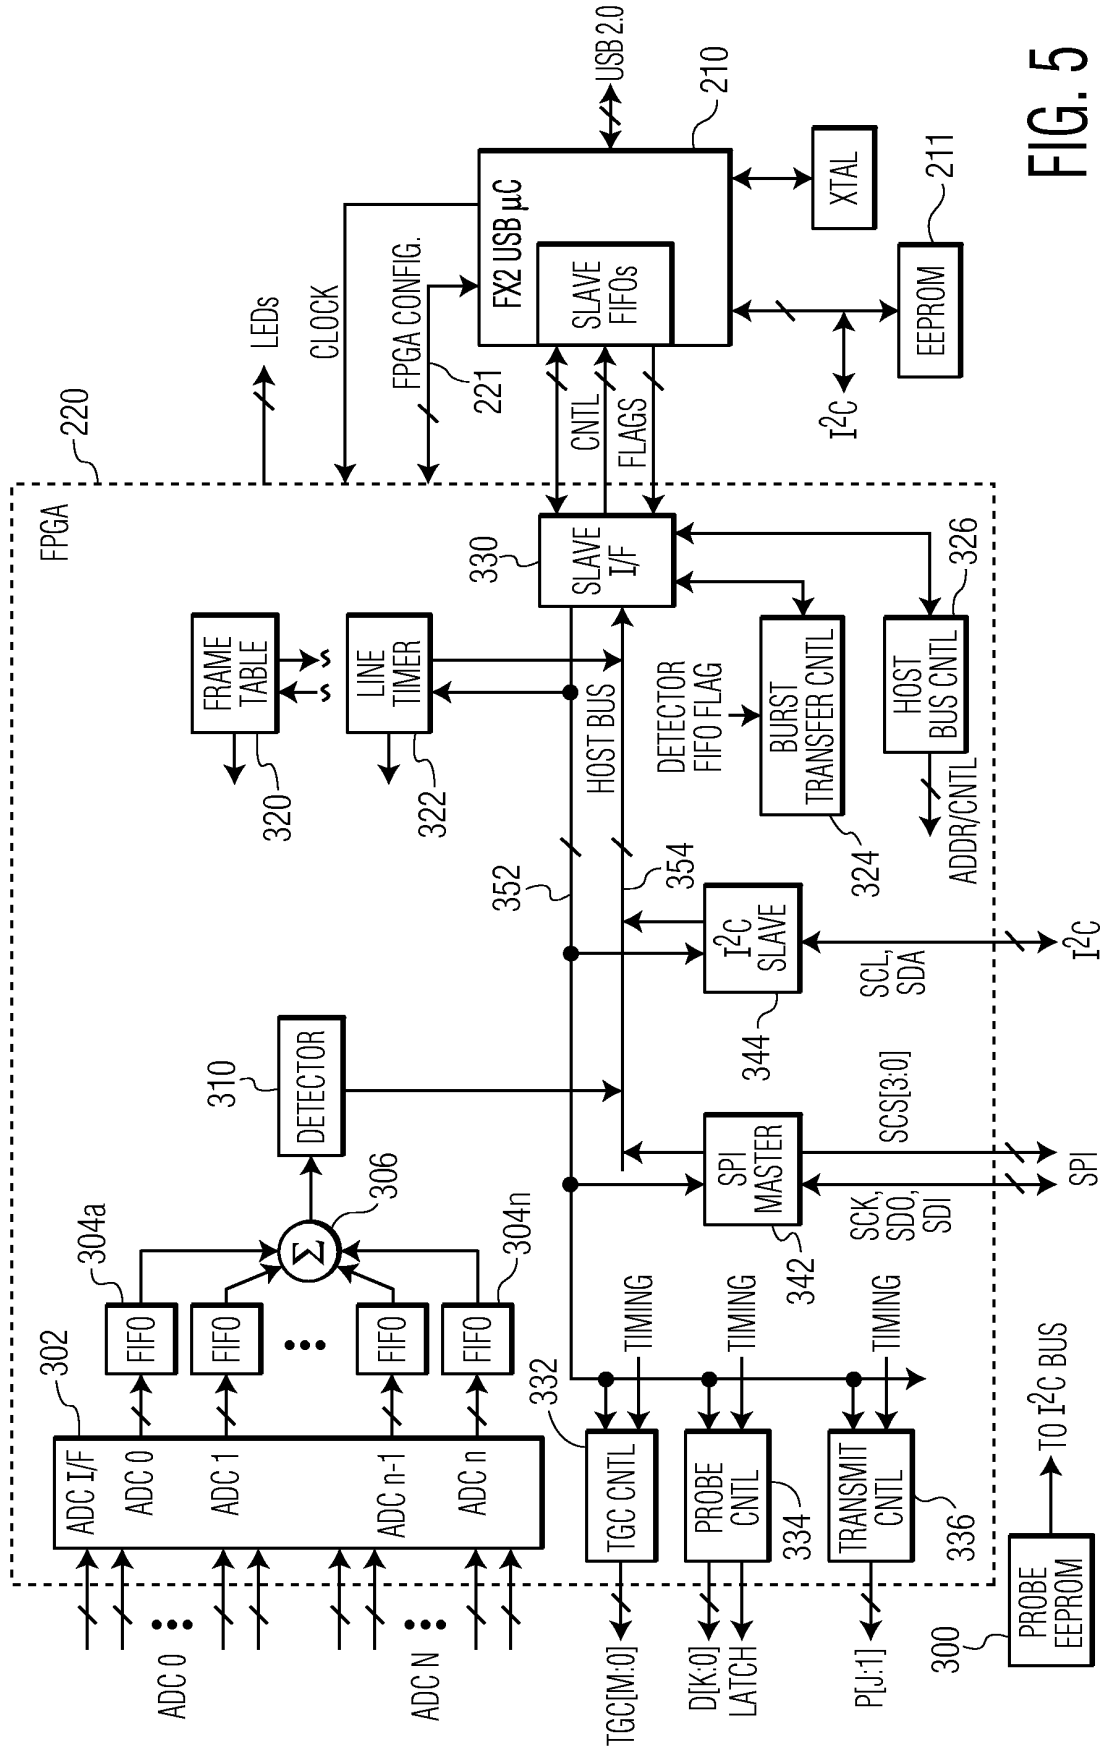 FPGA
220
302
ADC I/F
ADC 0
ADC 1
ADC n-1
ADC n
ADC 0
ADC N
304a
FIFO
FIFO
FIFO
FIFO
304n
Σ
306
310
DETECTOR
FRAME
TABLE
320
LINE
TIMER
322
LEDs
CLOCK
FPGA CONFIG.
221
FX2 USB µC
SLAVE
FIFOs
USB 2.0
210
XTAL
EEPROM
211
I²C
CNTL
FLAGS
330
SLAVE
I/F
352
HOST BUS
354
DETECTOR
FIFO FLAG
BURST
TRANSFER CNTL
324
HOST
BUS CNTL
326
ADDR/CNTL
I²C
SLAVE
344
SCL,
SDA
I²C
SPI
MASTER
342
SCS[3:0]
SCK,
SDO,
SDI
SPI
332
TGC CNTL
TIMING
TGC[M:0]
PROBE
CNTL
334
TIMING
D[K:0]
LATCH
TRANSMIT
CNTL
336
TIMING
P[J:1]
PROBE
EEPROM
300
TO I²C BUS
FIG. 5